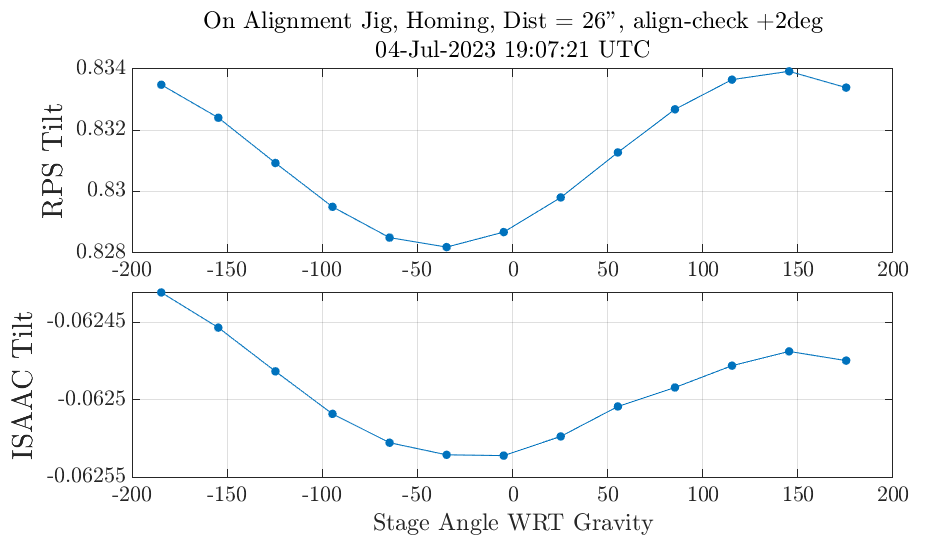 On Alignment Jig, Homing, Dist = 26”, align-check +2deg
04-Jul-2023 19:07:21 UTC
0.834
0.832
0.83
0.828
RPS Tilt
-200 -150 -100 -50 0 50 100 150 200
-0.06245
-0.0625
-0.06255
ISAAC Tilt
-200 -150 -100 -50 0 50 100 150 200
Stage Angle WRT Gravity